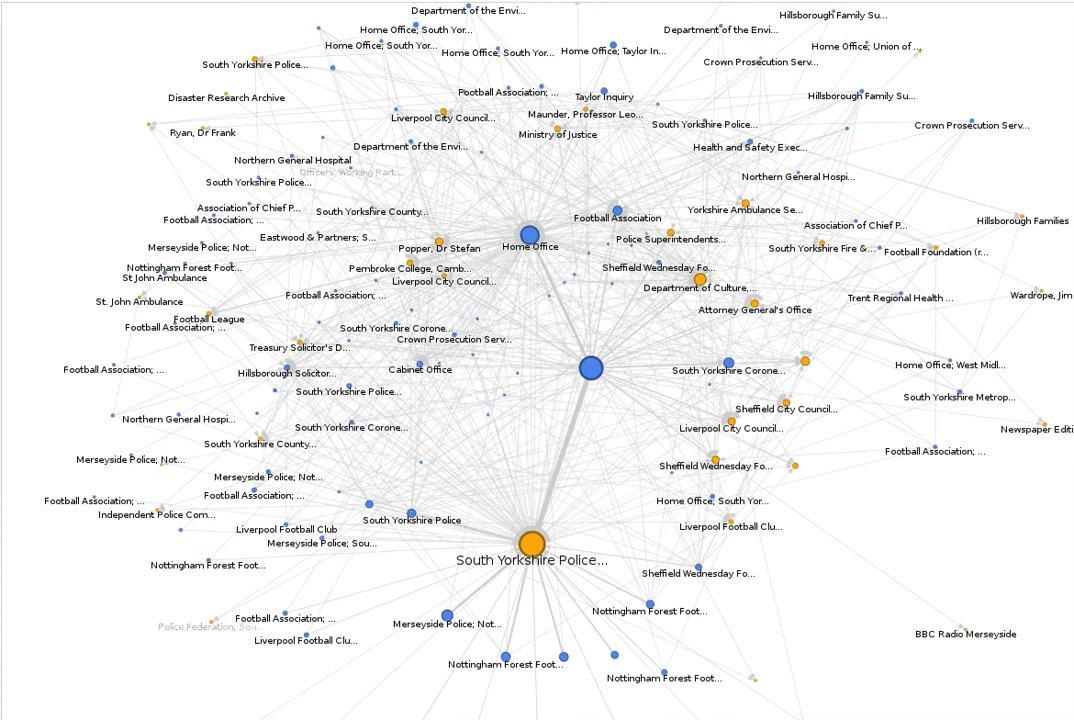 Department of the Envi...
Hillsborough Family Su...
Home Office; South Yor...
Department of the Envi...
Home Office; South Yor...
Home Office; South Yor...
Home Office; Taylor In...
Home Office; Union of ...
South Yorkshire Police...
Crown Prosecution Serv...
Football Association; ...
Disaster Research Archive
Taylor Inquiry
Hillsborough Family Su...
Liverpool City Council...
Maunder, Professor Leo...
South Yorkshire Police...
Crown Prosecution Serv...
Ryan, Dr Frank
Ministry of Justice
Department of the Envi...
Health and Safety Exec...
Northern General Hospital
Officers' Working Part...
Northern General Hospi...
South Yorkshire Police...
Association of Chief P...
South Yorkshire County...
Yorkshire Ambulance Se...
Football Association; ...
Football Association
Hillsborough Families
Association of Chief P...
Eastwood & Partners; S...
Police Superintendents...
Merseyside Police; Not...
Popper, Dr Stefan
Home Office
South Yorkshire Fire &...
Football Foundation (r...
Nottingham Forest Foot...
Pembroke College, Camb...
Sheffield Wednesday Fo...
St John Ambulance
Liverpool City Council...
Department of Culture,...
Football Association; ...
Trent Regional Health ...
Wardrope, Jim
St. John Ambulance
Attorney General's Office
Football League
Football Association; ...
South Yorkshire Corone...
Crown Prosecution Serv...
Treasury Solicitor's D...
Football Association; ...
Hillsborough Solicitor...
Cabinet Office
South Yorkshire Corone...
Home Office; West Midl...
South Yorkshire Police...
South Yorkshire Metrop...
Sheffield City Council...
Northern General Hospi...
South Yorkshire Corone...
Liverpool City Council...
Newspaper Editi
South Yorkshire County...
Football Association; ...
Merseyside Police; Not...
Sheffield Wednesday Fo...
Merseyside Police; Not...
Football Association; ...
Football Association; ...
Home Office; South Yor...
Independent Police Com...
South Yorkshire Police
Liverpool Football Club
Liverpool Football Clu...
Merseyside Police; Sou...
South Yorkshire Police...
Nottingham Forest Foot...
Sheffield Wednesday Fo...
Nottingham Forest Foot...
Football Association; ...
Police Federation, Sou...
Merseyside Police; Not...
BBC Radio Merseyside
Liverpool Football Clu...
Nottingham Forest Foot...
Nottingham Forest Foot...